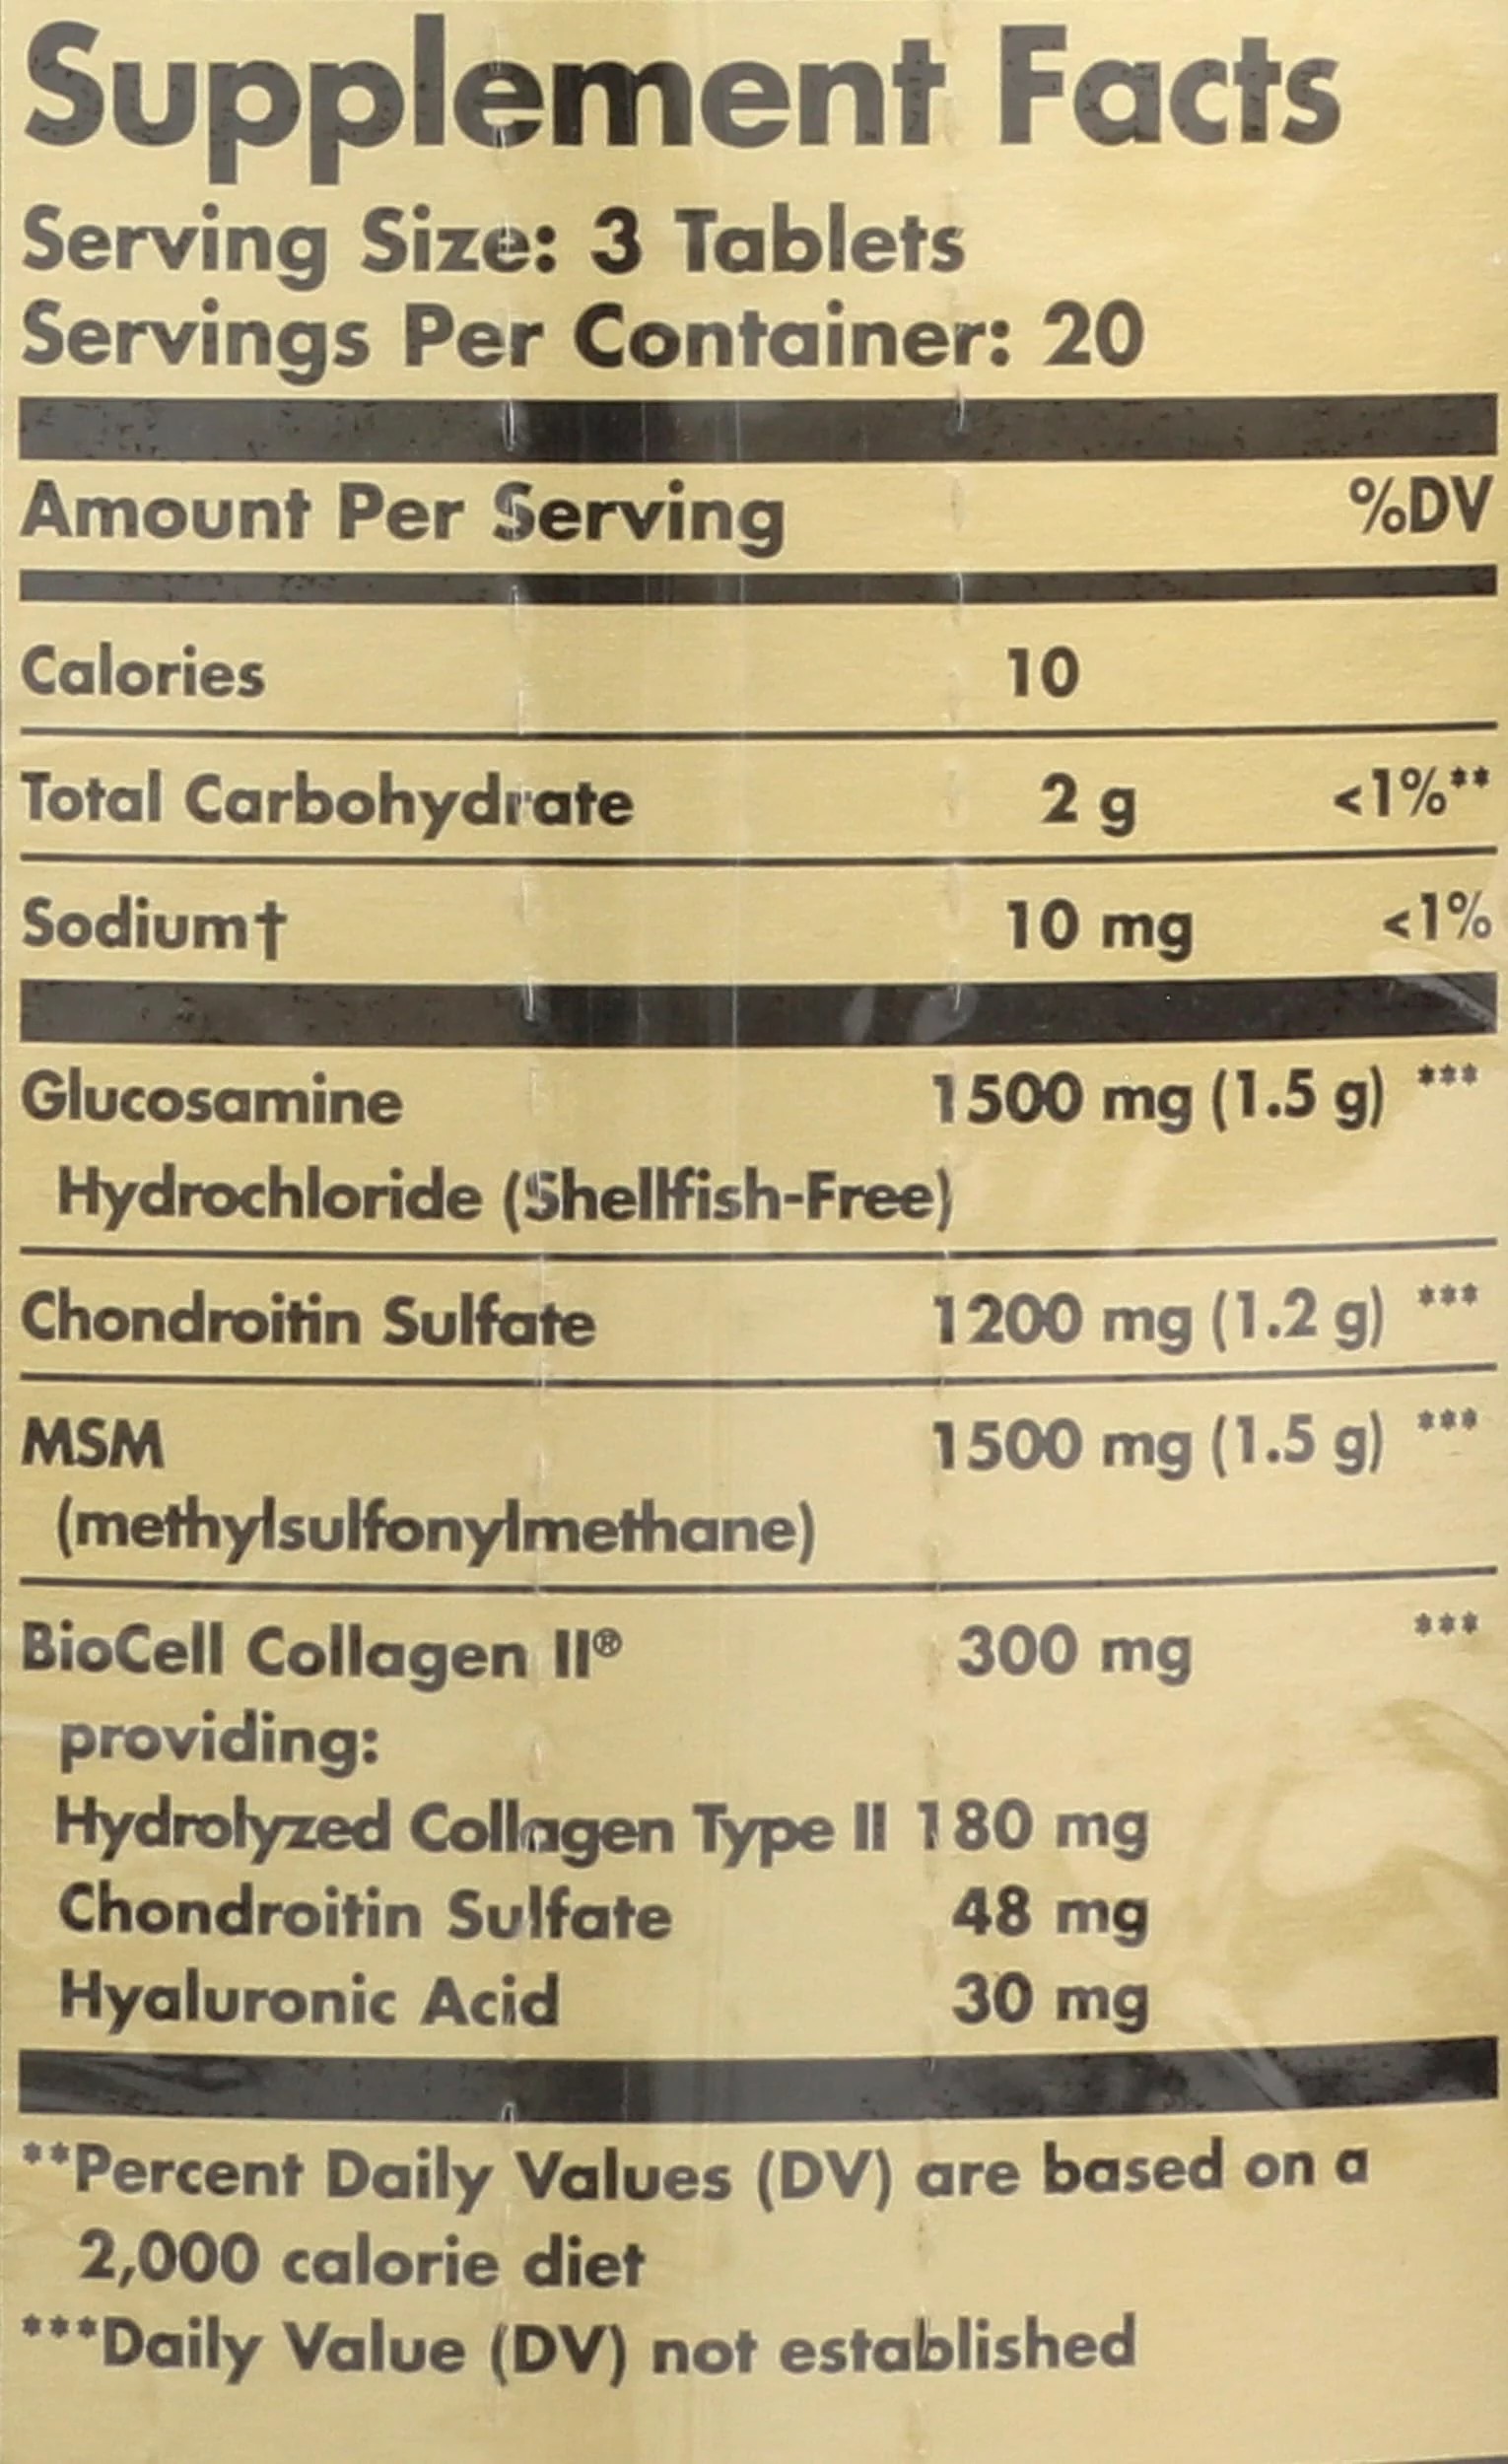 Supplement Facts
Serving Size: 3 Tablets
Servings Per Container: 20
Amount Per Serving %DV
Calories 10
Total Carbohydrate 2 g <1%**
Sodium† 10 mg <1%
Glucosamine 1500 mg (1.5 g) ***
Hydrochloride (Shellfish-Free)
Chondroitin Sulfate 1200 mg (1.2 g) ***
MSM 1500 mg (1.5 g) ***
(methylsulfonylmethane)
BioCell Collagen II® 300 mg ***
providing:
Hydrolyzed Collagen Type II 180 mg
Chondroitin Sulfate 48 mg
Hyaluronic Acid 30 mg
**Percent Daily Values (DV) are based on a
2,000 calorie diet
***Daily Value (DV) not established